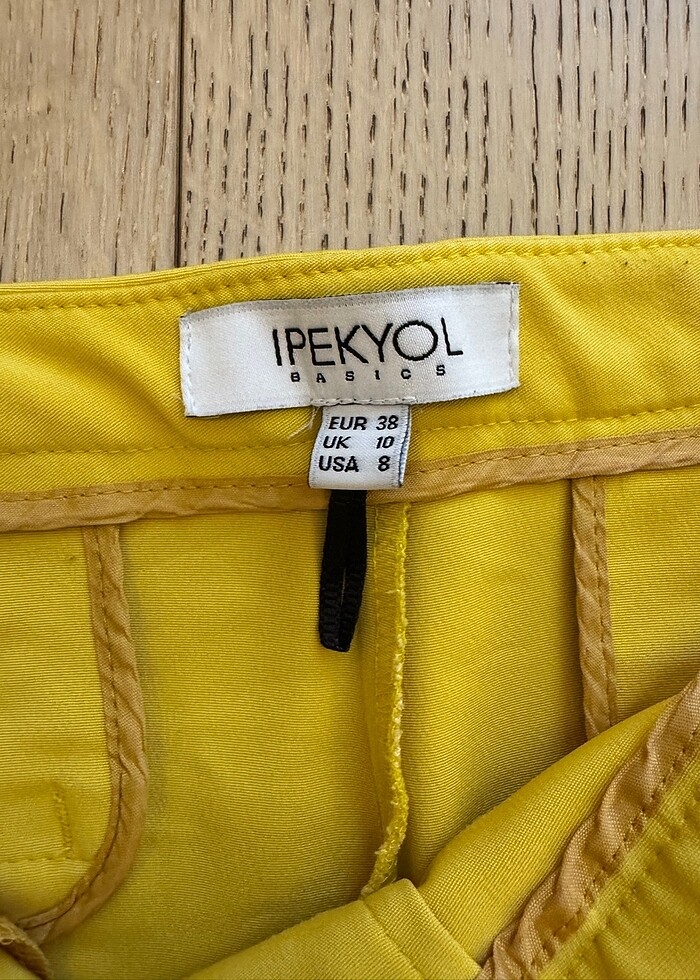 IPEKYOL
BASICS
EUR 38
UK 10
USA 8